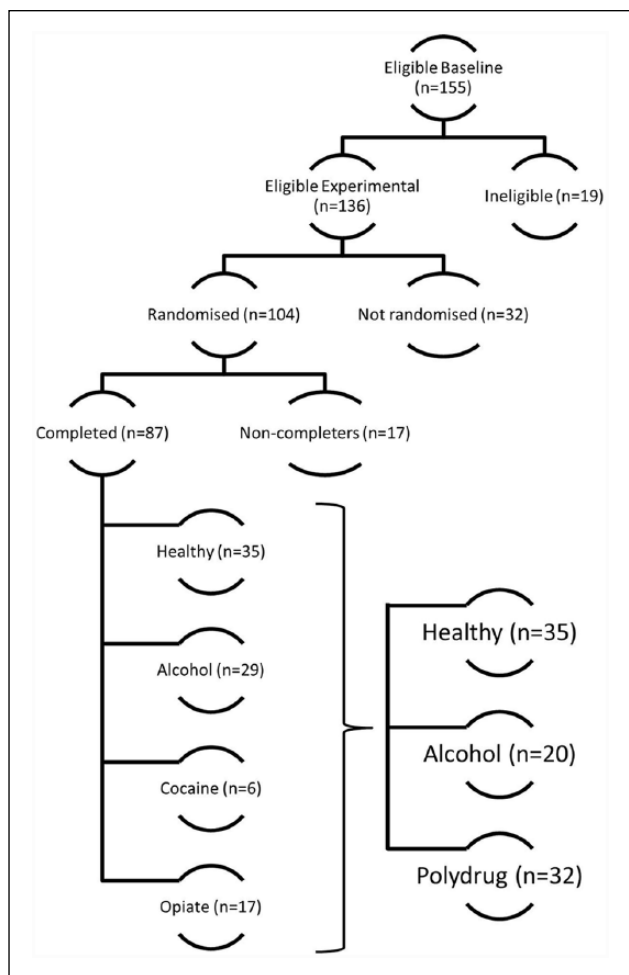 Eligible Baseline
(n=155)
Eligible Experimental
(n=136)
Ineligible (n=19)
Randomised (n=104)
Not randomised (n=32)
Completed (n=87)
Non-completers (n=17)
Healthy (n=35)
Alcohol (n=29)
Cocaine (n=6)
Opiate (n=17)
Healthy (n=35)
Alcohol (n=20)
Polydrug (n=32)